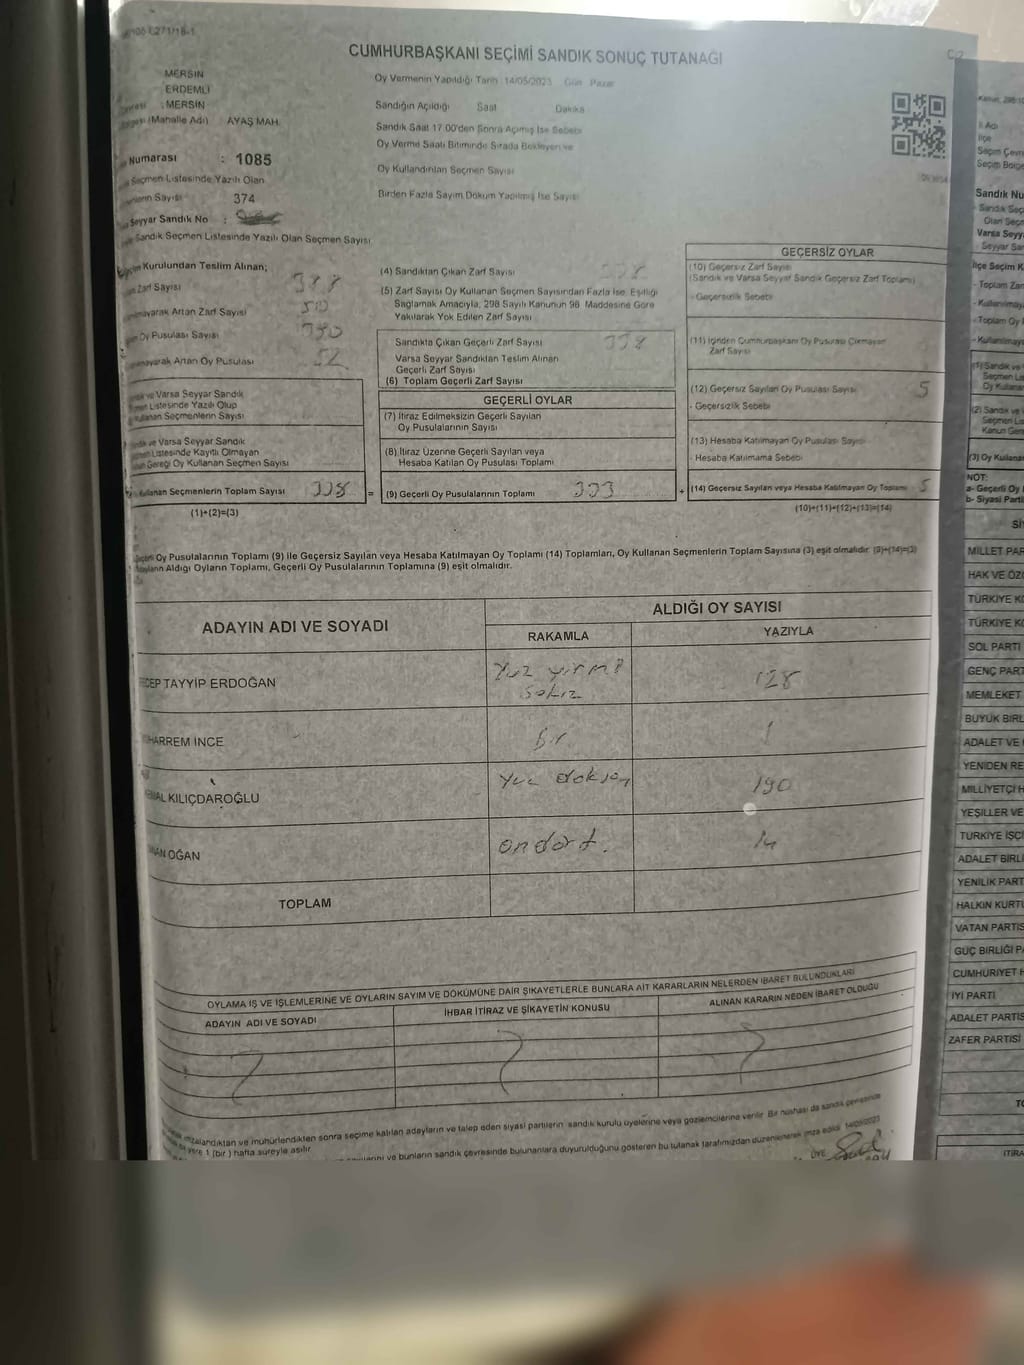 CUMHURBAŞKANI SEÇİMİ SANDIK SONUÇ TUTANAĞI
C-2
MERSİN
ERDEMLİ
: MERSİN
(Mahalle Adı) AYAŞ MAH.
Numarası : 1085
Seçmen Listesinde Yazılı Olan
Sayısı 374
Seyyar Sandık No :
Sandık Seçmen Listesinde Yazılı Olan Seçmen Sayısı
Oy Vermenin Yapıldığı Tarih : 14/05/2023 Gün Pazar
Sandığın Açıldığı Saat Dakika
Sandık Saat 17.00'den Sonra Açılmış İse Sebebi
Oy Verme Saati Bitiminde Sırada Bekleyen ve
Oy Kullandırılan Seçmen Sayısı
Birden Fazla Sayım Döküm Yapılmış İse Sayısı
Kurulundan Teslim Alınan;
Zarf Sayısı
Artan Zarf Sayısı
Oy Pusulası Sayısı
Artan Oy Pusulası 52
ve Varsa Seyyar Sandık
Listesinde Yazılı Olup
Kullanan Seçmenlerin Sayısı
ve Varsa Seyyar Sandık
Listesinde Kayıtlı Olmayan
Gereği Oy Kullanan Seçmen Sayısı
Kullanan Seçmenlerin Toplam Sayısı 338 =
(1)+(2)=(3)
(4) Sandıktan Çıkan Zarf Sayısı 338
(5) Zarf Sayısı Oy Kullanan Seçmen Sayısından Fazla İse, Eşitliği
Sağlamak Amacıyla, 298 Sayılı Kanunun 98. Maddesine Göre
Yakılarak Yok Edilen Zarf Sayısı
Sandıkta Çıkan Geçerli Zarf Sayısı 338
Varsa Seyyar Sandıktan Teslim Alınan
Geçerli Zarf Sayısı
(6) Toplam Geçerli Zarf Sayısı
GEÇERLİ OYLAR
(7) İtiraz Edilmeksizin Geçerli Sayılan
Oy Pusulalarının Sayısı
(8) İtiraz Üzerine Geçerli Sayılan veya
Hesaba Katılan Oy Pusulası Toplamı
(9) Geçerli Oy Pusulalarının Toplamı 333 +
GEÇERSİZ OYLAR
(10) Geçersiz Zarf Sayısı
(Sandık ve Varsa Seyyar Sandık Geçersiz Zarf Toplamı)
- Geçersizlik Sebebi
(11) İçinden Cumhurbaşkanı Oy Pusulası Çıkmayan
Zarf Sayısı
(12) Geçersiz Sayılan Oy Pusulası Sayısı 5
- Geçersizlik Sebebi
(13) Hesaba Katılmayan Oy Pusulası Sayısı
- Hesaba Katılmama Sebebi
(14) Geçersiz Sayılan veya Hesaba Katılmayan Oy Toplamı 5
(10)+(11)+(12)+(13)=(14)
Oy Pusulalarının Toplamı (9) ile Geçersiz Sayılan veya Hesaba Katılmayan Oy Toplamı (14) Toplamları, Oy Kullanan Seçmenlerin Toplam Sayısına (3) eşit olmalıdır. (9)+(14)=(3)
Aldığı Oyların Toplamı, Geçerli Oy Pusulalarının Toplamına (9) eşit olmalıdır.
ADAYIN ADI VE SOYADI
ALDIĞI OY SAYISI
RAKAMLA YAZIYLA
TAYYİP ERDOĞAN Yüz yirmi sekiz 128
İNCE bir 1
KILIÇDAROĞLU Yüz doksan 190
OĞAN ondört. 14
TOPLAM
OYLAMA İŞ VE İŞLEMLERİNE VE OYLARIN SAYIM VE DÖKÜMÜNE DAİR ŞİKAYETLERLE BUNLARA AİT KARARLARIN NELERDEN İBARET BULUNDUKLARI
ADAYIN ADI VE SOYADI
İHBAR İTİRAZ VE ŞİKAYETİN KONUSU
ALINAN KARARIN NEDEN İBARET OLDUĞU
imzalandıktan ve mühürlendikten sonra seçime katılan adayların ve talep eden siyasi partilerin sandık kurulu üyelerine veya gözlemcilerine verilir. Bir nüshası da sandık çevresinde
yere 1 (bir) hafta süreyle asılır.
ve bunların sandık çevresinde bulunanlara duyurulduğunu gösteren bu tutanak tarafımızdan düzenlenerek imza edildi. 14/05/2023
ÜYE
İlçe
Seçim Çevre
Sandık Nu
İlçe Seçim K
NOT:
a- Geçerli Oy
b- Siyasi Parti
MİLLET PAR
HAK VE ÖZ
TÜRKİYE KO
TÜRKİYE KO
SOL PARTİ
GENÇ PART
MEMLEKET
BÜYÜK BİRL
ADALET VE
YENİDEN RE
MİLLİYETÇİ H
YEŞİLLER VE
TÜRKİYE İŞÇİ
ADALET BİRLİ
YENİLİK PART
HALKIN KURTU
VATAN PARTİS
GÜÇ BİRLİĞİ P
CUMHURİYET H
İYİ PARTİ
ADALET PARTİS
ZAFER PARTİSİ
TO
İTİRA